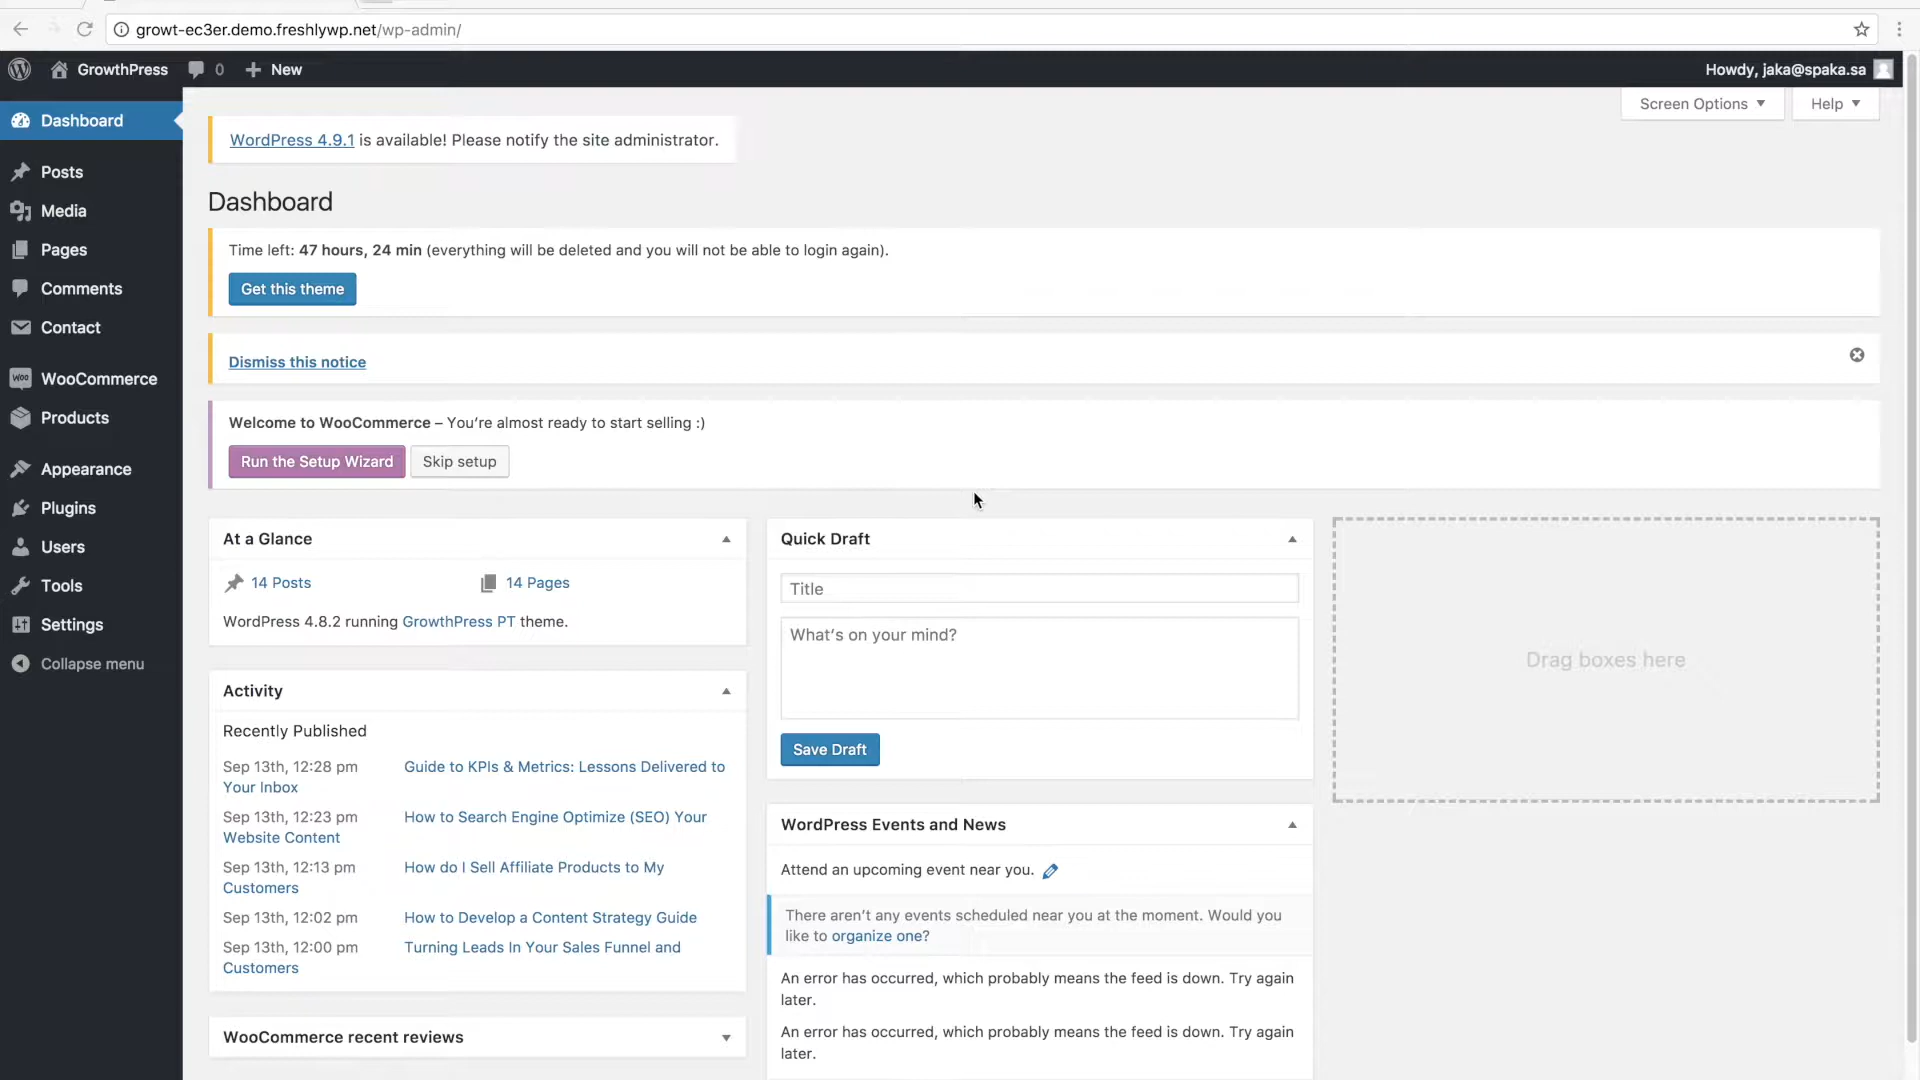 growt-ec3er.demo.freshlywp.net/wp-admin/
GrowthPress 0 New
Howdy, jaka@spaka.sa
Screen Options
Help
Dashboard
Posts
Media
Pages
Comments
Contact
WooCommerce
Products
Appearance
Plugins
Users
Tools
Settings
Collapse menu
WordPress 4.9.1 is available! Please notify the site administrator.
Dashboard
Time left: 47 hours, 24 min (everything will be deleted and you will not be able to login again).
Get this theme
Dismiss this notice
Welcome to WooCommerce – You're almost ready to start selling :)
Run the Setup Wizard
Skip setup
At a Glance
14 Posts
14 Pages
WordPress 4.8.2 running GrowthPress PT theme.
Activity
Recently Published
Sep 13th, 12:28 pm Guide to KPIs & Metrics: Lessons Delivered to
Your Inbox
Sep 13th, 12:23 pm How to Search Engine Optimize (SEO) Your
Website Content
Sep 13th, 12:13 pm How do I Sell Affiliate Products to My
Customers
Sep 13th, 12:02 pm How to Develop a Content Strategy Guide
Sep 13th, 12:00 pm Turning Leads In Your Sales Funnel and
Customers
WooCommerce recent reviews
Quick Draft
Title
What's on your mind?
Save Draft
WordPress Events and News
Attend an upcoming event near you.
There aren't any events scheduled near you at the moment. Would you
like to organize one?
An error has occurred, which probably means the feed is down. Try again
later.
An error has occurred, which probably means the feed is down. Try again
later.
Drag boxes here